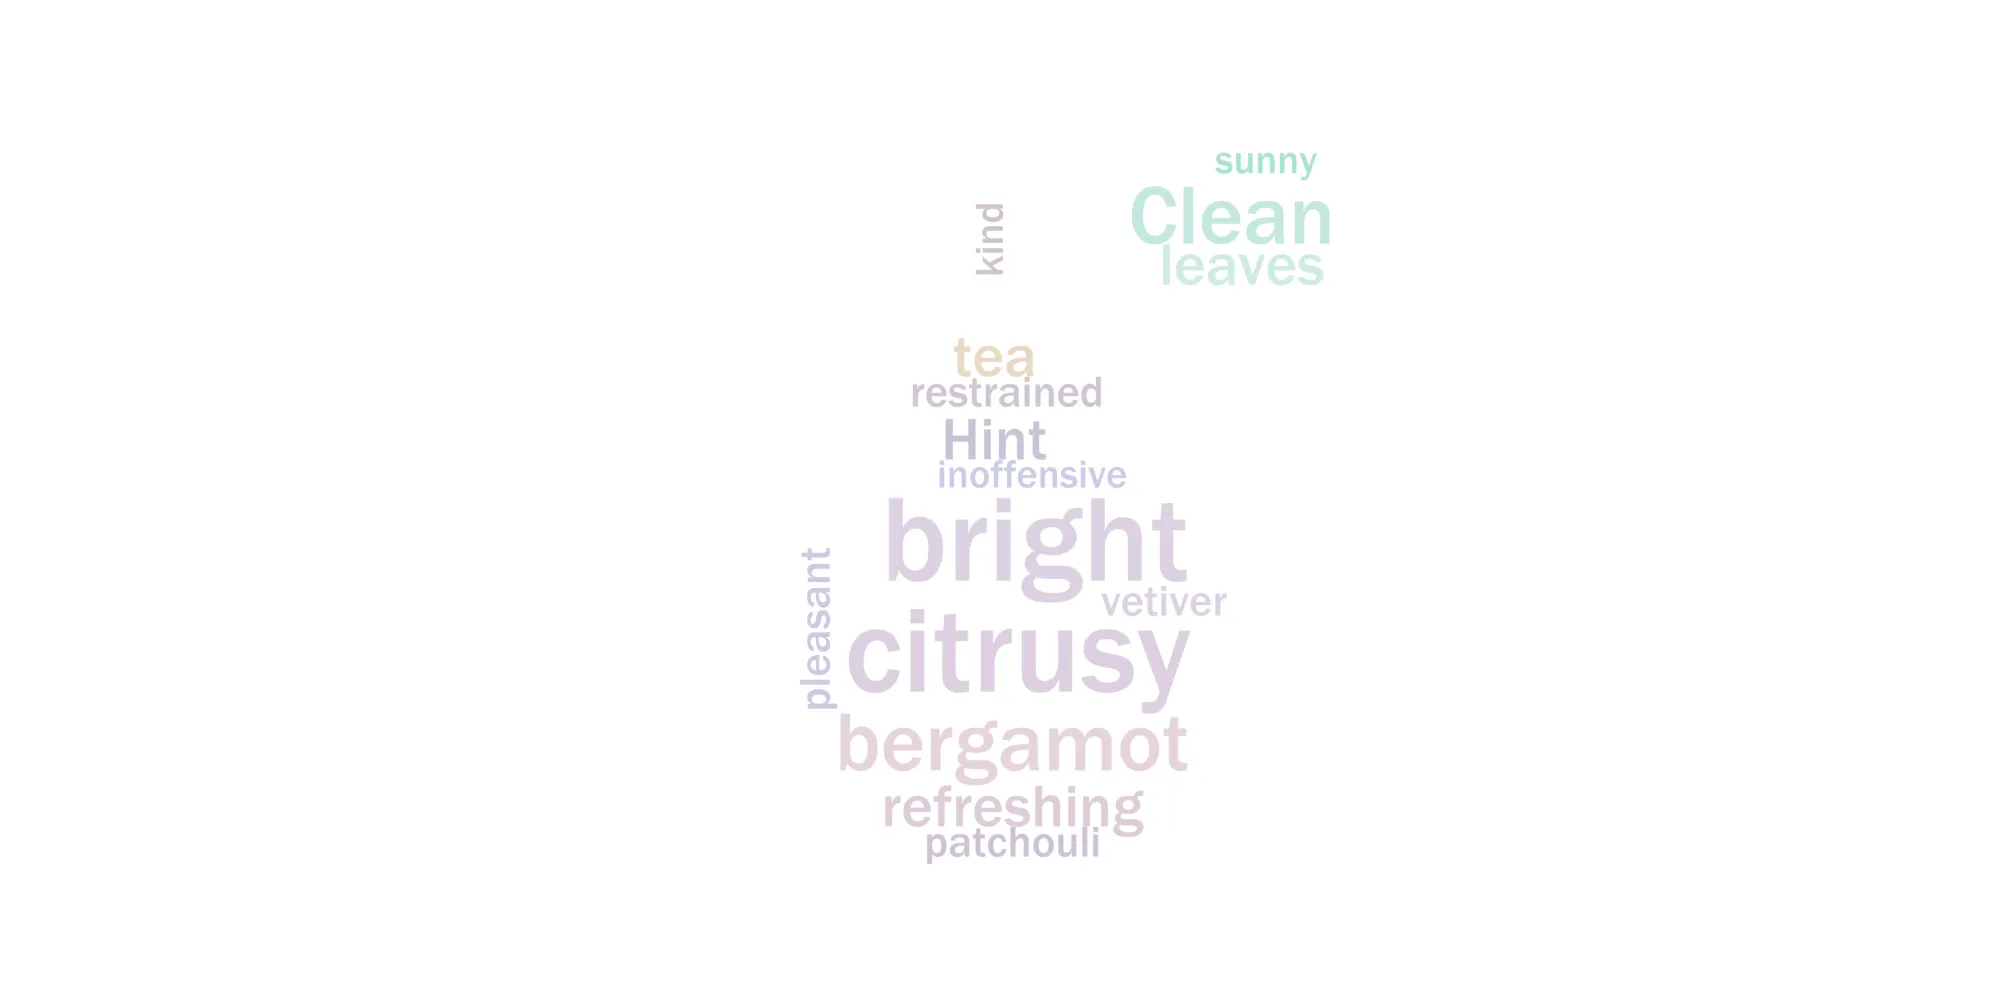 sunny
Clean
leaves
kind
tea
restrained
Hint
inoffensive
bright
vetiver
pleasant
citrusy
bergamot
refreshing
patchouli